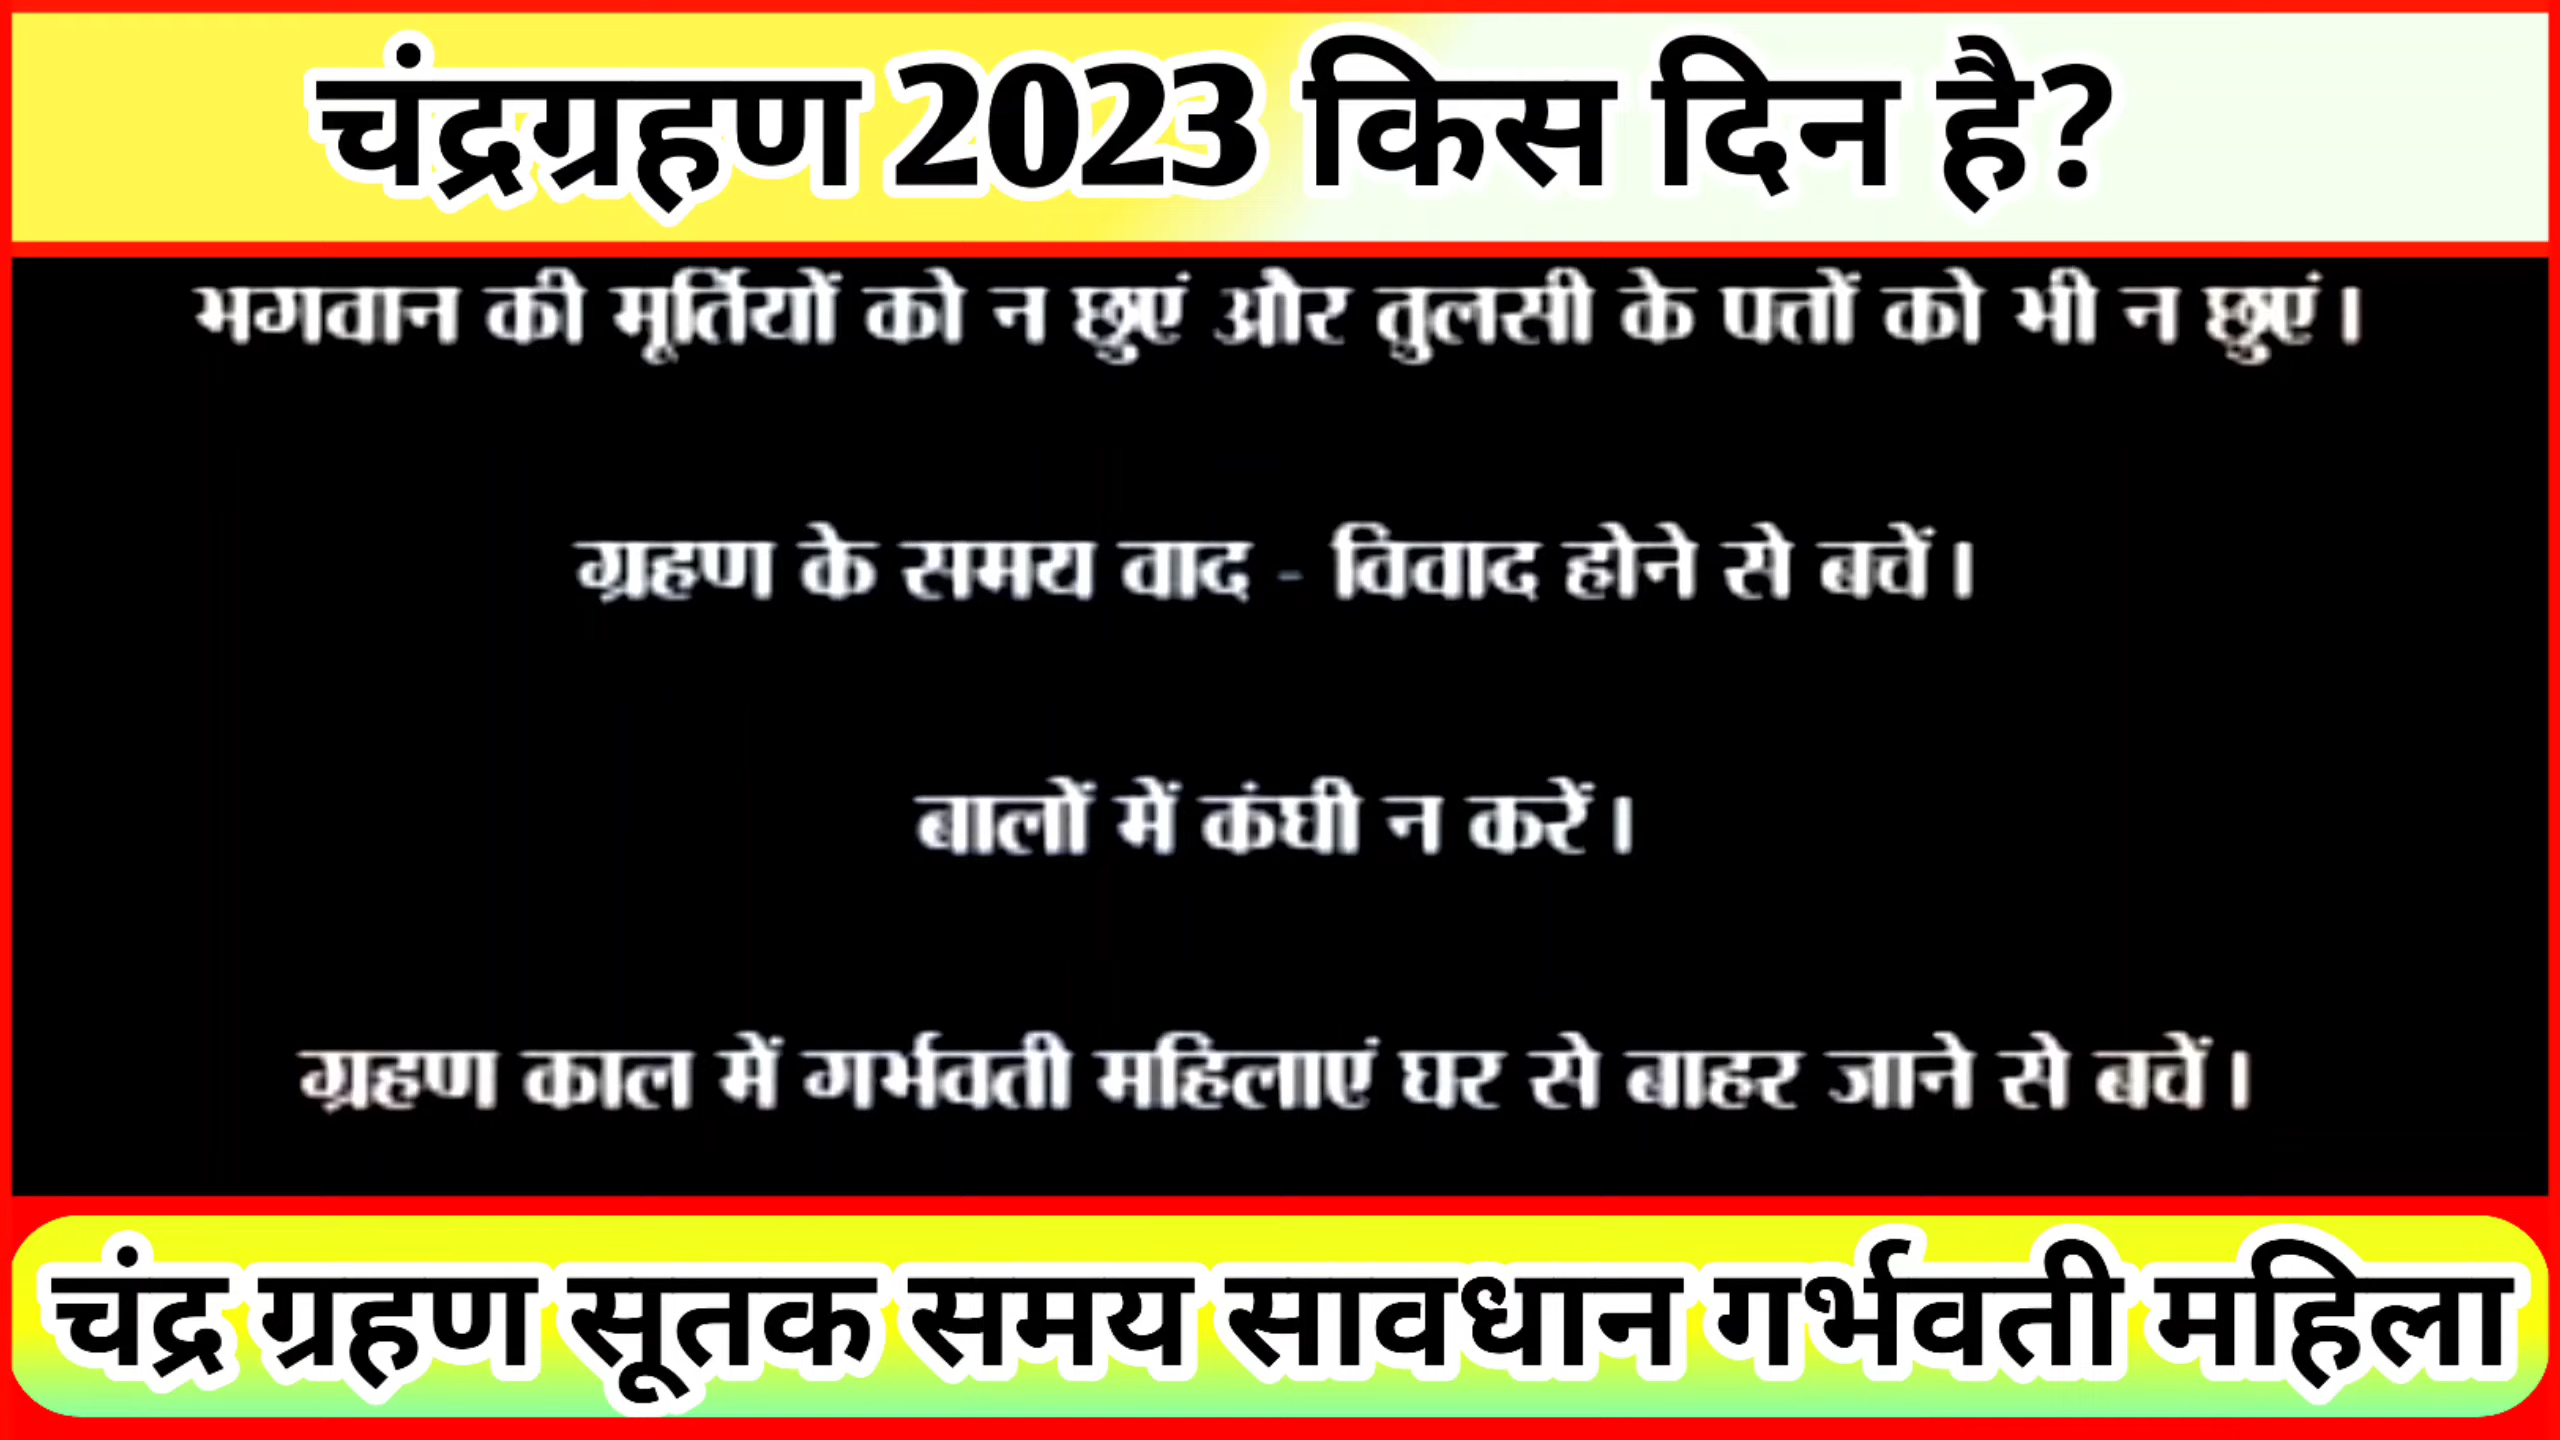 चंद्रग्रहण 2023 किस दिन है?
भगवान की मूर्तियों को न छुएं और तुलसी के पत्तों को भी न छुएं।
ग्रहण के समय वाद - विवाद होने से बचें।
बालों में कंघी न करें।
ग्रहण काल में गर्भवती महिलाएं घर से बाहर जाने से बचें।
चंद्र ग्रहण सूतक समय सावधान गर्भवती महिला